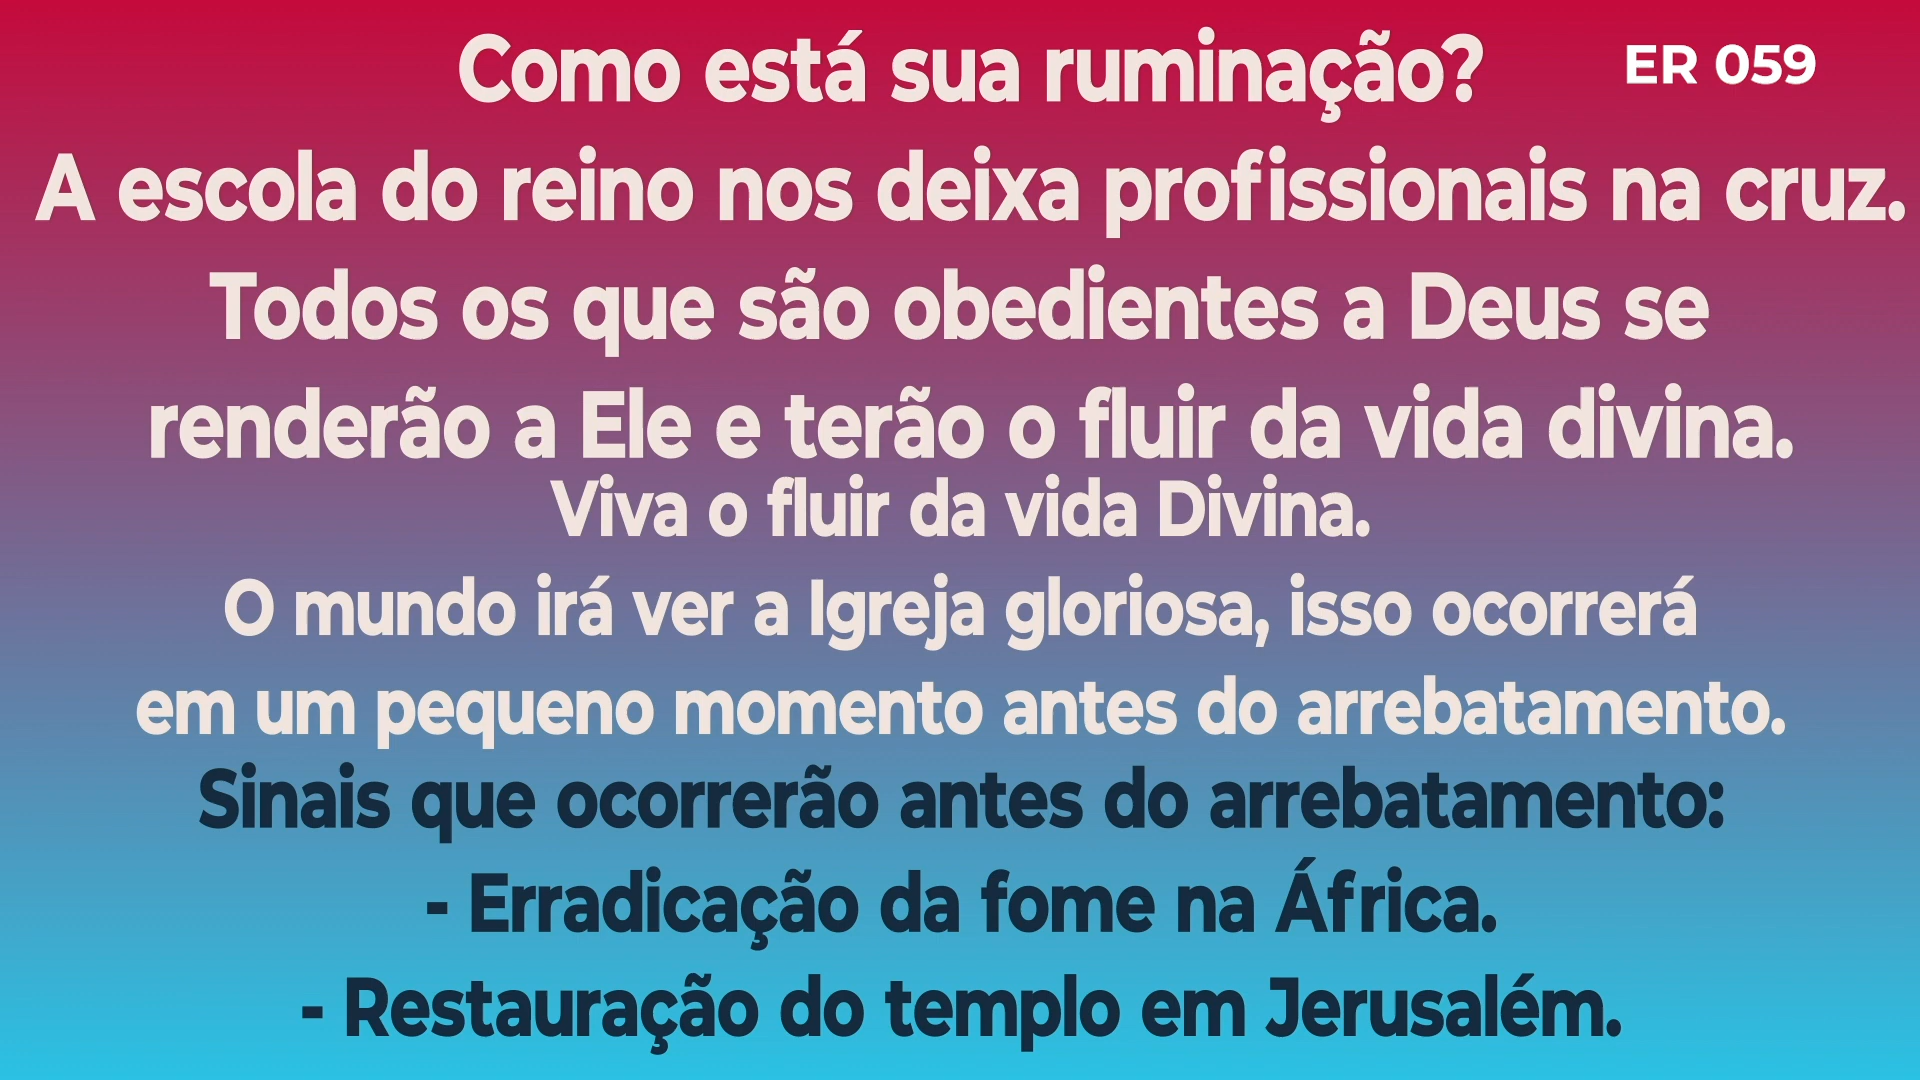 Como está sua ruminação?
ER 059
A escola do reino nos deixa profissionais na cruz.
Todos os que são obedientes a Deus se
renderão a Ele e terão o fluir da vida divina.
Viva o fluir da vida Divina.
O mundo irá ver a Igreja gloriosa, isso ocorrerá
em um pequeno momento antes do arrebatamento.
Sinais que ocorrerão antes do arrebatamento:
- Erradicação da fome na África.
- Restauração do templo em Jerusalém.